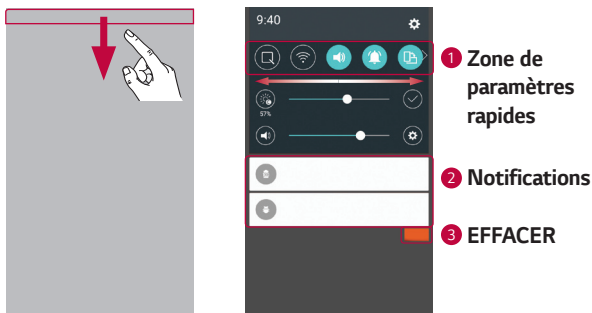 9:40
57%
1 Zone de
paramètres
rapides
2 Notifications
3 EFFACER